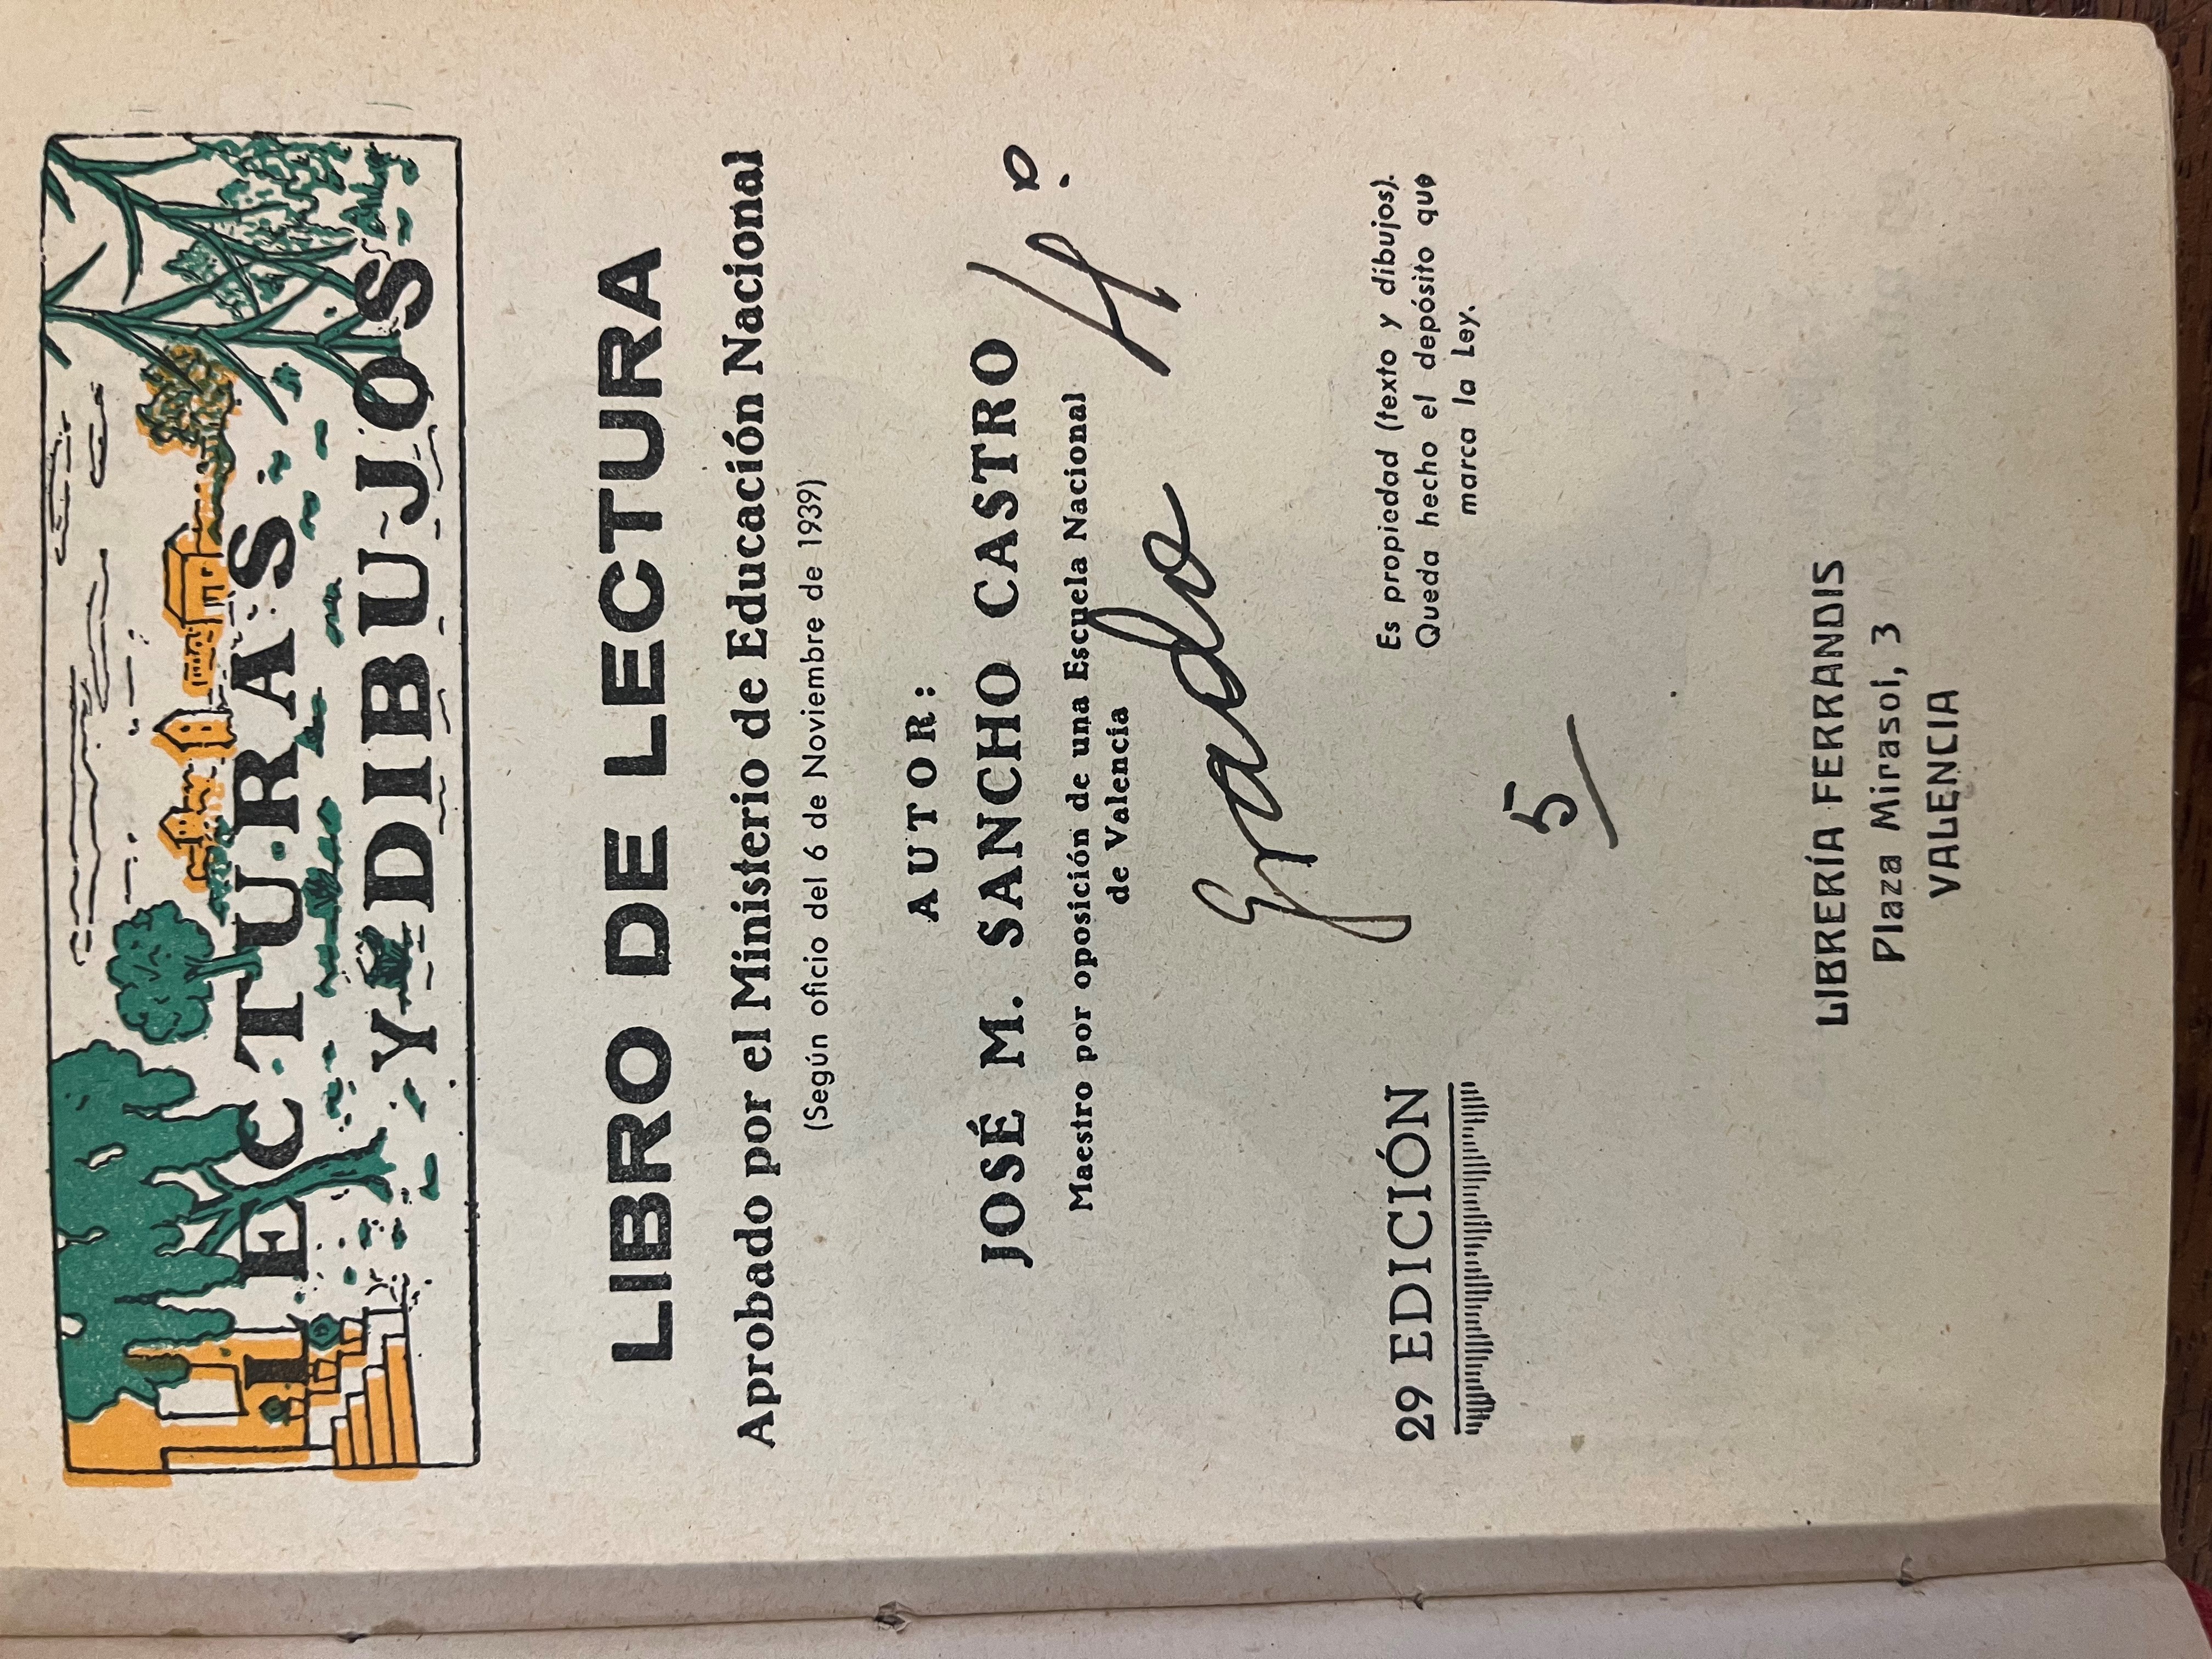 LECTURAS
Y DIBUJOS
LIBRO DE LECTURA
Aprobado por el Ministerio de Educación Nacional
(Según oficio del 6 de Noviembre de 1939)
AUTOR:
JOSÉ M. SANCHO CASTRO
Maestro por oposición de una Escuela Nacional
de Valencia
Grado 4º
29 EDICIÓN
Es propiedad (texto y dibujos).
Queda hecho el depósito que
marca la Ley.
5
LIBRERÍA FERRANDIS
Plaza Mirasol, 3
VALENCIA